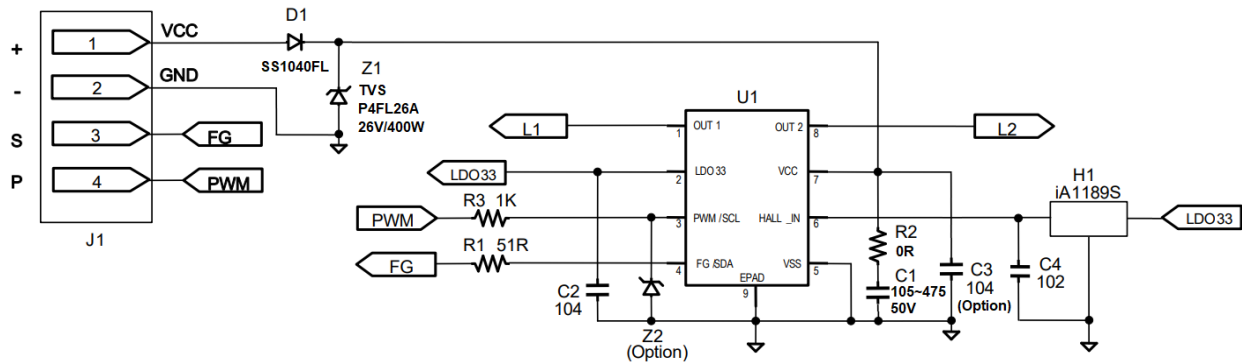 D1
VCC
1
+
SS1040FL
Z1
TVS
P4FL26A
26V/400W
GND
2
-
S
3
FG
P
4
PWM
J1
U1
L1
1
OUT 1
OUT 2
8
L2
LDO33
2
LDO33
VCC
7
H1
iA1189S
PWM
R3 1K
3
PWM /SCL
HALL _IN
6
LDO33
FG
R1 51R
4
FG /SDA
VSS
5
EPAD
9
R2
0R
C1
105~475
50V
C3
104
(Option)
C4
102
C2
104
Z2
(Option)